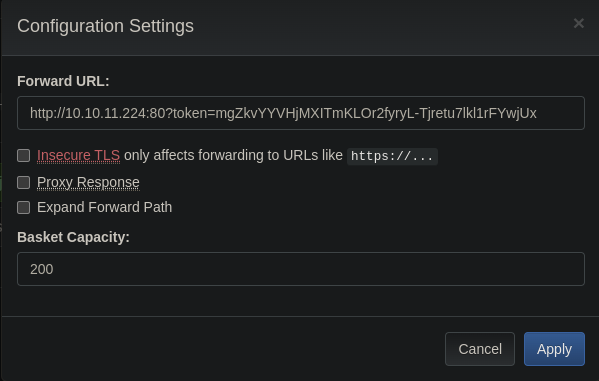 Configuration Settings
×
Forward URL:
http://10.10.11.224:80?token=mgZkvYYVHjMXITmKLOr2fyryL-Tjretu7lkl1rFYwjUx
Insecure TLS only affects forwarding to URLs like https://...
Proxy Response
Expand Forward Path
Basket Capacity:
200
Cancel
Apply